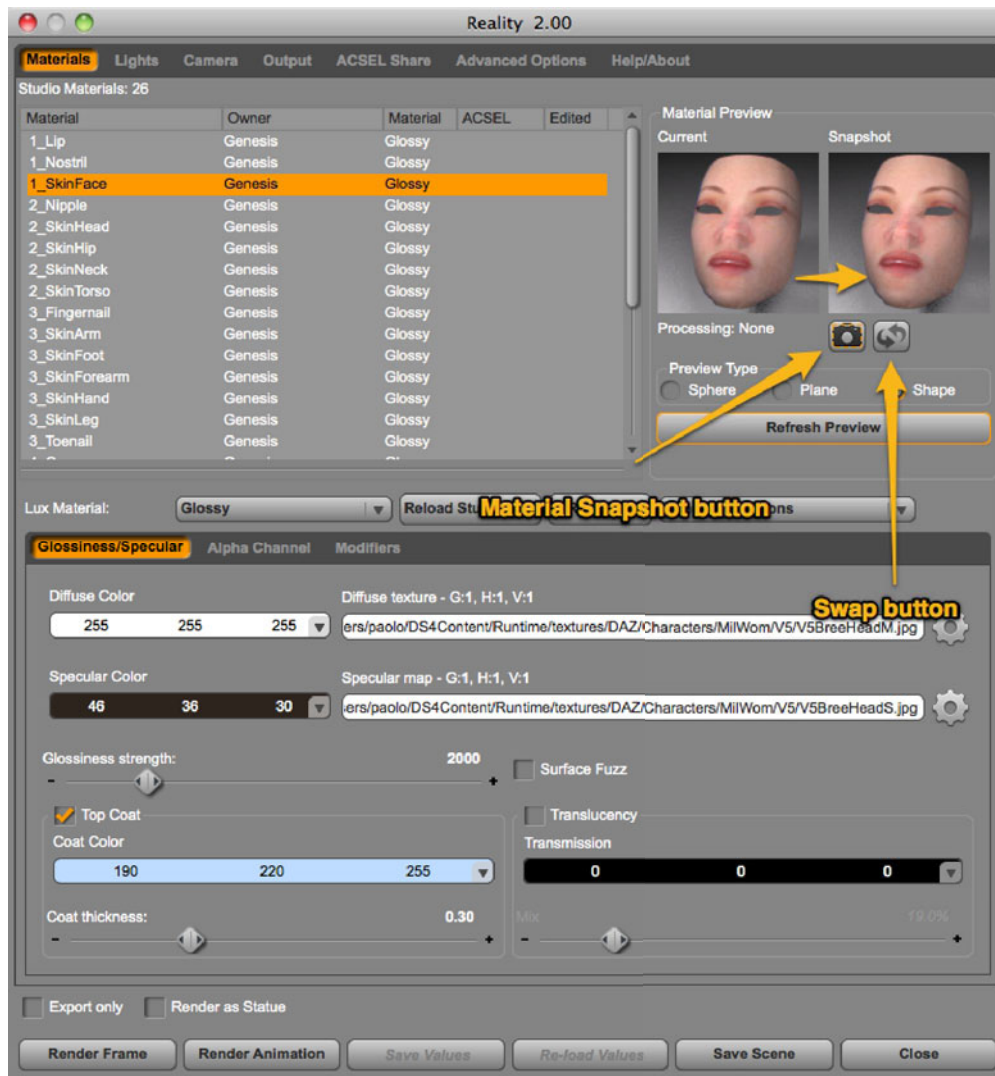 Reality 2.00
Materials Lights Camera Output ACSEL Share Advanced Options Help/About
Studio Materials: 26
Material Owner Material ACSEL Edited
1_Lip Genesis Glossy
1_Nostril Genesis Glossy
1_SkinFace Genesis Glossy
2_Nipple Genesis Glossy
2_SkinHead Genesis Glossy
2_SkinHip Genesis Glossy
2_SkinNeck Genesis Glossy
2_SkinTorso Genesis Glossy
3_Fingernail Genesis Glossy
3_SkinArm Genesis Glossy
3_SkinFoot Genesis Glossy
3_SkinForearm Genesis Glossy
3_SkinHand Genesis Glossy
3_SkinLeg Genesis Glossy
3_Toenail Genesis Glossy
Material Preview
Current Snapshot
Processing: None
Preview Type
Sphere Plane Shape
Refresh Preview
Lux Material: Glossy Reload
Material Snapshot button
Glossiness/Specular Alpha Channel Modifiers
Swap button
Diffuse Color Diffuse texture - G:1, H:1, V:1
255 255 255 ers/paolo/DS4Content/Runtime/textures/DAZ/Characters/MilWom/V5/V5BreeHeadM.jpg
Specular Color Specular map - G:1, H:1, V:1
46 36 30 ers/paolo/DS4Content/Runtime/textures/DAZ/Characters/MilWom/V5/V5BreeHeadS.jpg
Glossiness strength: 2000 Surface Fuzz
- +
Top Coat Translucency
Coat Color Transmission
190 220 255 0 0 0
Coat thickness: 0.30 Mix 19.0%
- + - +
Export only Render as Statue
Render Frame Render Animation Save Values Re-load Values Save Scene Close